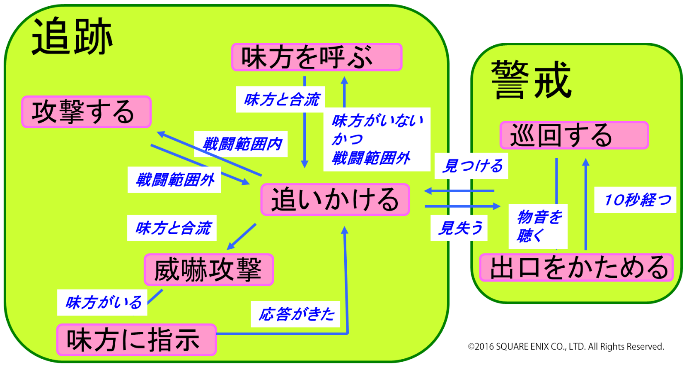 追跡
味方を呼ぶ
攻撃する
味方と合流
味方がいない
かつ
戦闘範囲外
戦闘範囲内
戦闘範囲外
追いかける
味方と合流
威嚇攻撃
味方がいる
味方に指示
応答がきた
見つける
見失う
警戒
巡回する
物音を
聴く
10秒経つ
出口をかためる
©2016 SQUARE ENIX CO., LTD. All Rights Reserved.